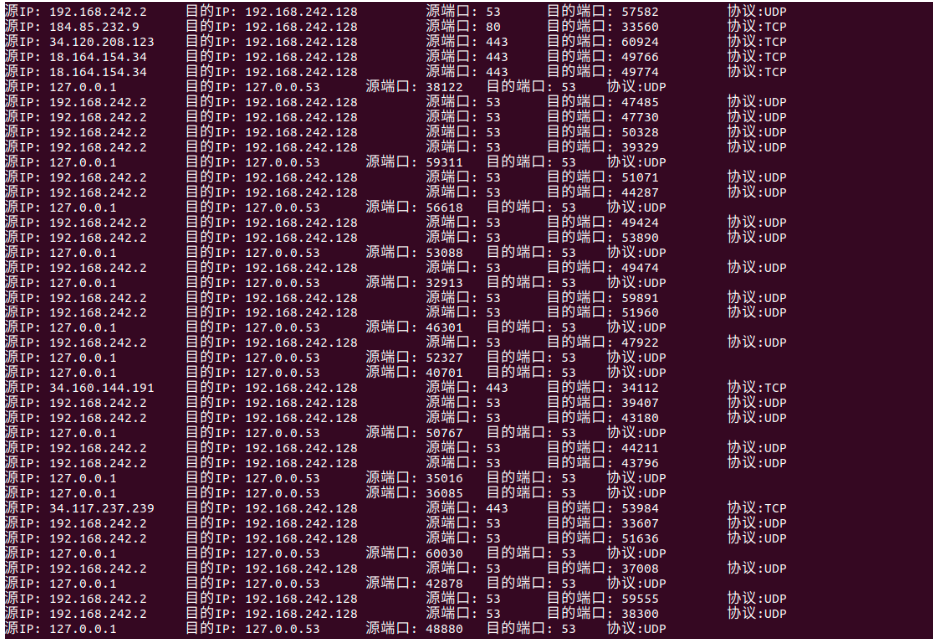 源IP: 192.168.242.2 目的IP: 192.168.242.128 源端口: 53 目的端口: 57582 协议:UDP
源IP: 184.85.232.9 目的IP: 192.168.242.128 源端口: 80 目的端口: 33560 协议:TCP
源IP: 34.120.208.123 目的IP: 192.168.242.128 源端口: 443 目的端口: 60924 协议:TCP
源IP: 18.164.154.34 目的IP: 192.168.242.128 源端口: 443 目的端口: 49766 协议:TCP
源IP: 18.164.154.34 目的IP: 192.168.242.128 源端口: 443 目的端口: 49774 协议:TCP
源IP: 127.0.0.1 目的IP: 127.0.0.53 源端口: 38122 目的端口: 53 协议:UDP
源IP: 192.168.242.2 目的IP: 192.168.242.128 源端口: 53 目的端口: 47485 协议:UDP
源IP: 192.168.242.2 目的IP: 192.168.242.128 源端口: 53 目的端口: 47730 协议:UDP
源IP: 192.168.242.2 目的IP: 192.168.242.128 源端口: 53 目的端口: 50328 协议:UDP
源IP: 192.168.242.2 目的IP: 192.168.242.128 源端口: 53 目的端口: 39329 协议:UDP
源IP: 127.0.0.1 目的IP: 127.0.0.53 源端口: 59311 目的端口: 53 协议:UDP
源IP: 192.168.242.2 目的IP: 192.168.242.128 源端口: 53 目的端口: 51071 协议:UDP
源IP: 192.168.242.2 目的IP: 192.168.242.128 源端口: 53 目的端口: 44287 协议:UDP
源IP: 127.0.0.1 目的IP: 127.0.0.53 源端口: 56618 目的端口: 53 协议:UDP
源IP: 192.168.242.2 目的IP: 192.168.242.128 源端口: 53 目的端口: 49424 协议:UDP
源IP: 192.168.242.2 目的IP: 192.168.242.128 源端口: 53 目的端口: 53890 协议:UDP
源IP: 127.0.0.1 目的IP: 127.0.0.53 源端口: 53088 目的端口: 53 协议:UDP
源IP: 192.168.242.2 目的IP: 192.168.242.128 源端口: 53 目的端口: 49474 协议:UDP
源IP: 127.0.0.1 目的IP: 127.0.0.53 源端口: 32913 目的端口: 53 协议:UDP
源IP: 192.168.242.2 目的IP: 192.168.242.128 源端口: 53 目的端口: 59891 协议:UDP
源IP: 192.168.242.2 目的IP: 192.168.242.128 源端口: 53 目的端口: 51960 协议:UDP
源IP: 127.0.0.1 目的IP: 127.0.0.53 源端口: 46301 目的端口: 53 协议:UDP
源IP: 192.168.242.2 目的IP: 192.168.242.128 源端口: 53 目的端口: 47922 协议:UDP
源IP: 127.0.0.1 目的IP: 127.0.0.53 源端口: 52327 目的端口: 53 协议:UDP
源IP: 127.0.0.1 目的IP: 127.0.0.53 源端口: 40701 目的端口: 53 协议:UDP
源IP: 34.160.144.191 目的IP: 192.168.242.128 源端口: 443 目的端口: 34112 协议:TCP
源IP: 192.168.242.2 目的IP: 192.168.242.128 源端口: 53 目的端口: 39407 协议:UDP
源IP: 192.168.242.2 目的IP: 192.168.242.128 源端口: 53 目的端口: 43180 协议:UDP
源IP: 127.0.0.1 目的IP: 127.0.0.53 源端口: 50767 目的端口: 53 协议:UDP
源IP: 192.168.242.2 目的IP: 192.168.242.128 源端口: 53 目的端口: 44211 协议:UDP
源IP: 192.168.242.2 目的IP: 192.168.242.128 源端口: 53 目的端口: 43796 协议:UDP
源IP: 127.0.0.1 目的IP: 127.0.0.53 源端口: 35016 目的端口: 53 协议:UDP
源IP: 127.0.0.1 目的IP: 127.0.0.53 源端口: 36085 目的端口: 53 协议:UDP
源IP: 34.117.237.239 目的IP: 192.168.242.128 源端口: 443 目的端口: 53984 协议:TCP
源IP: 192.168.242.2 目的IP: 192.168.242.128 源端口: 53 目的端口: 33607 协议:UDP
源IP: 192.168.242.2 目的IP: 192.168.242.128 源端口: 53 目的端口: 51636 协议:UDP
源IP: 127.0.0.1 目的IP: 127.0.0.53 源端口: 60030 目的端口: 53 协议:UDP
源IP: 192.168.242.2 目的IP: 192.168.242.128 源端口: 53 目的端口: 37008 协议:UDP
源IP: 127.0.0.1 目的IP: 127.0.0.53 源端口: 42878 目的端口: 53 协议:UDP
源IP: 192.168.242.2 目的IP: 192.168.242.128 源端口: 53 目的端口: 59555 协议:UDP
源IP: 192.168.242.2 目的IP: 192.168.242.128 源端口: 53 目的端口: 38300 协议:UDP
源IP: 127.0.0.1 目的IP: 127.0.0.53 源端口: 48880 目的端口: 53 协议:UDP